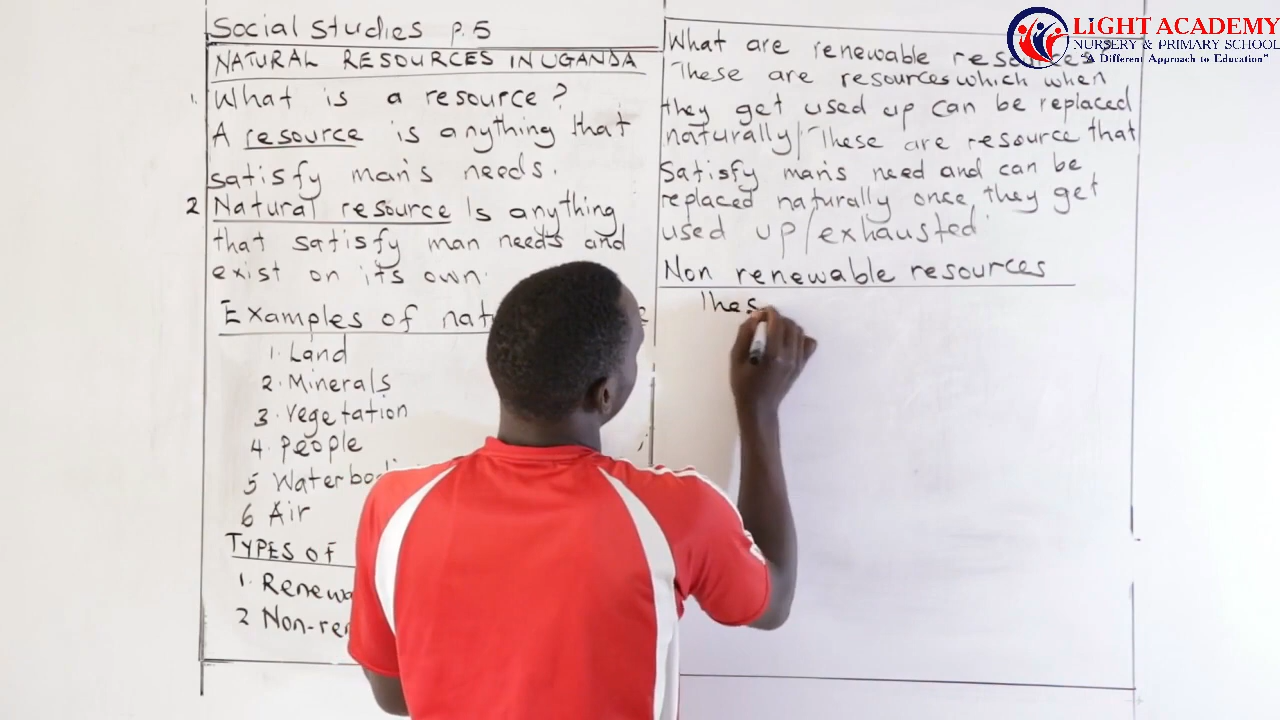 Social Studies p.5
NATURAL RESOURCES IN UGANDA
1. What is a resource?
A resource is anything that
satisfy man's needs.
2 Natural resource Is anything
that satisfy man needs and
exist on its own.
Examples of
1. Land
2. Minerals
3. Vegetation
4. People
5 Waterbodi
6 Air
TYPES OF
1. Renewa
2 Non-ren
What are renewable resources
These are resources which when
they get used up can be replaced
naturally/ These are resource that
Satisfy man's need and can be
replaced naturally once they get
used up/exhausted
Non renewable resources
Thes
LIGHT ACADEMY
NURSERY & PRIMARY SCHOOL
"A Different Approach to Education"